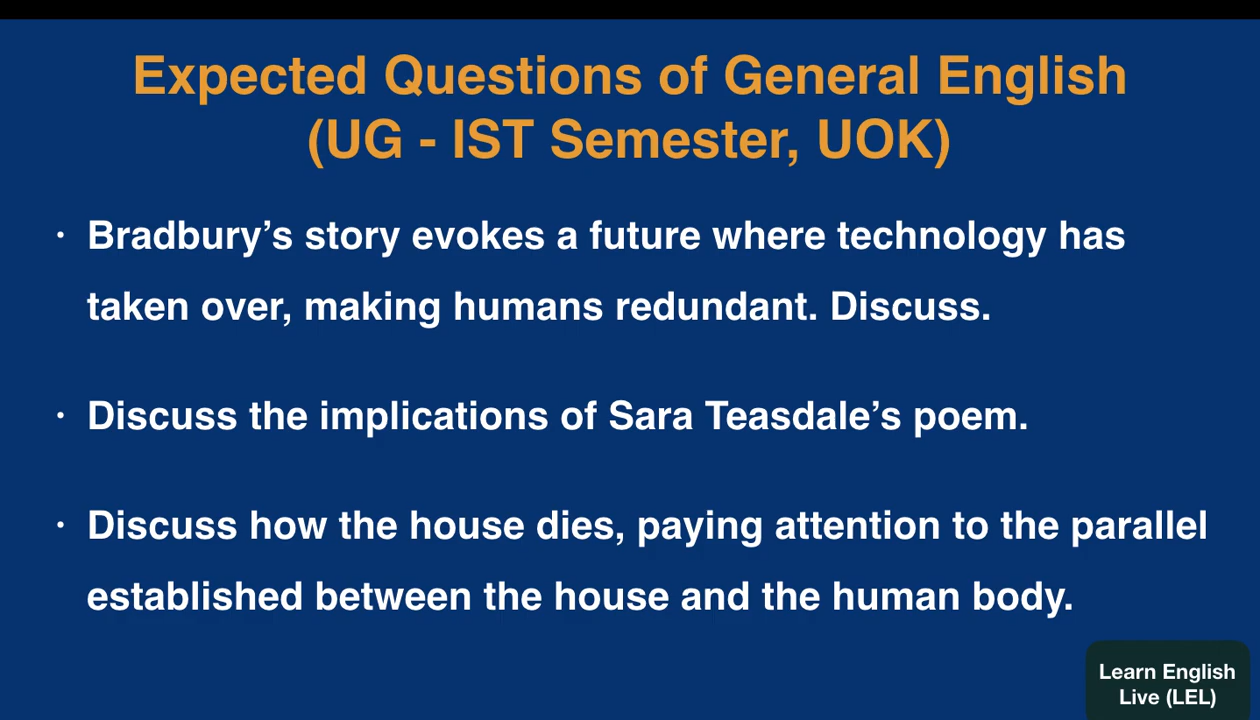 Expected Questions of General English
(UG - IST Semester, UOK)
· Bradbury’s story evokes a future where technology has
taken over, making humans redundant. Discuss.
· Discuss the implications of Sara Teasdale’s poem.
· Discuss how the house dies, paying attention to the parallel
established between the house and the human body.
Learn English
Live (LEL)